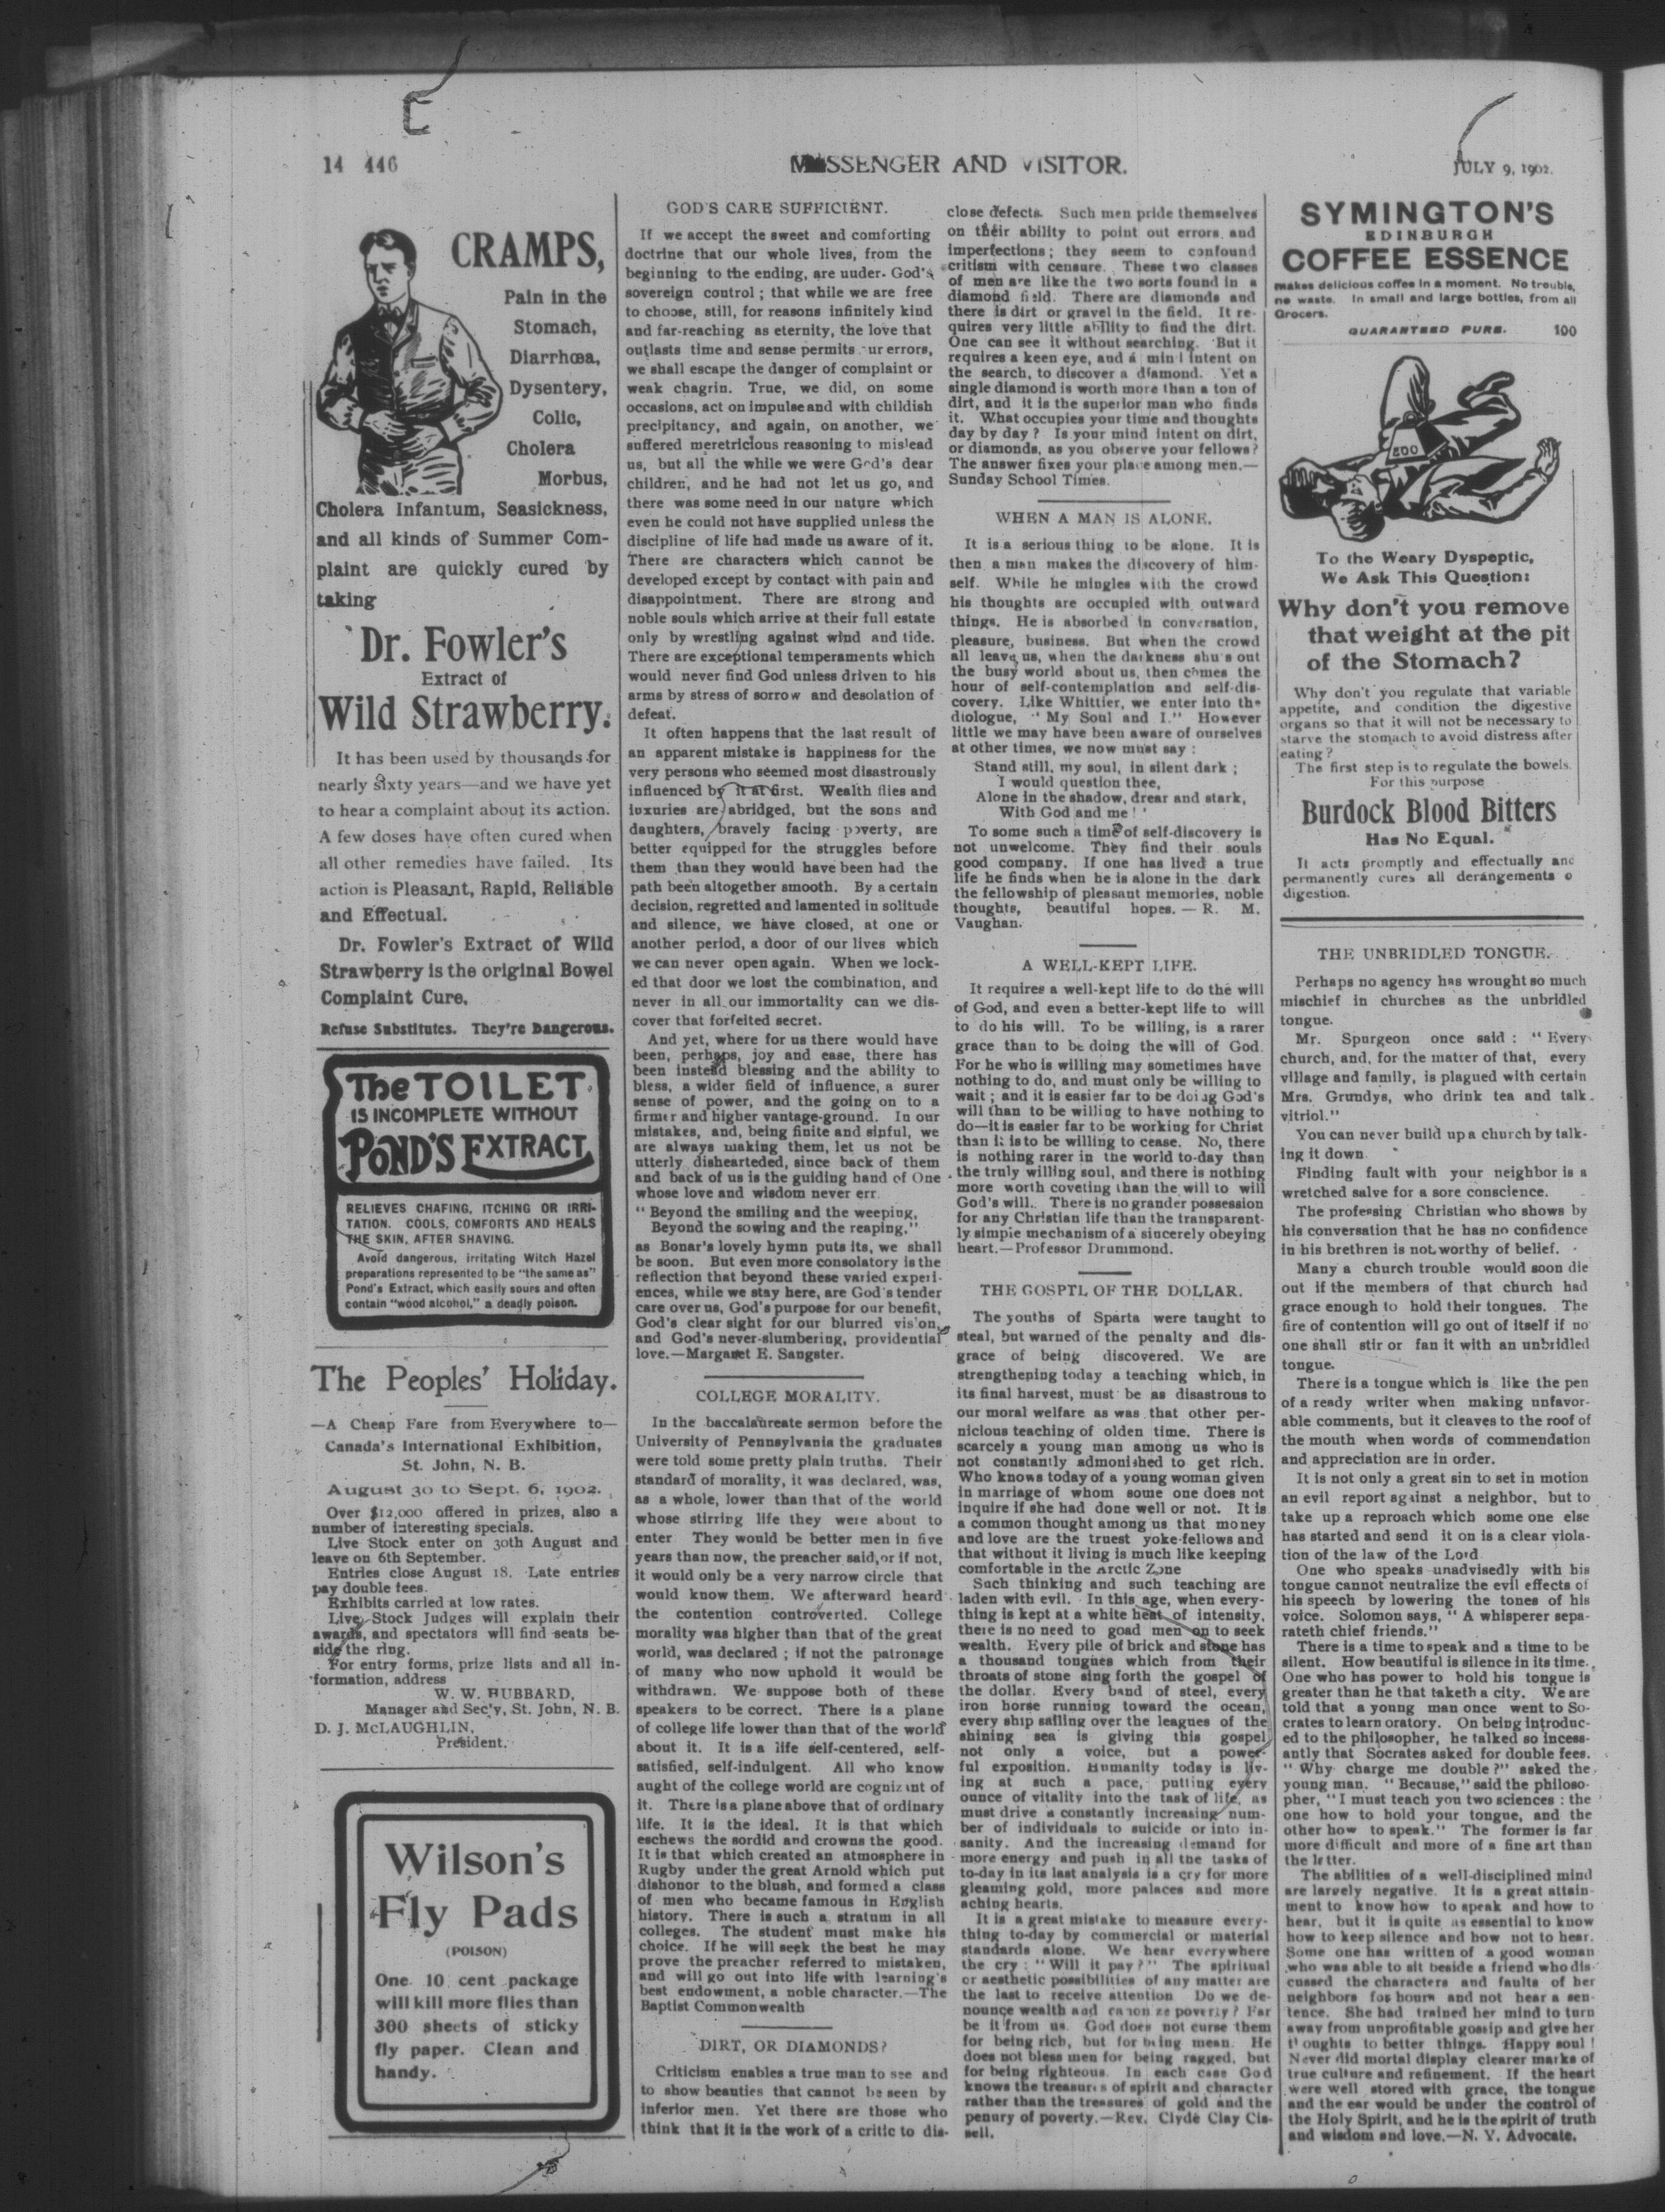 14 446
MESSENGER AND VISITOR.
JULY 9, 1902.
CRAMPS,
Pain in the
Stomach,
Diarrhœa,
Dysentery,
Colic,
Cholera
Morbus,
Cholera Infantum, Seasickness,
and all kinds of Summer Com-
plaint are quickly cured by
taking
Dr. Fowler's
Extract of
Wild Strawberry.
It has been used by thousands for
nearly sixty years—and we have yet
to hear a complaint about its action.
A few doses have often cured when
all other remedies have failed. Its
action is Pleasant, Rapid, Reliable
and Effectual.
Dr. Fowler's Extract of Wild
Strawberry is the original Bowel
Complaint Cure.
Refuse Substitutes. They're Dangerous.
The TOILET
IS INCOMPLETE WITHOUT
POND'S EXTRACT
RELIEVES CHAFING, ITCHING OR IRRI-
TATION. COOLS, COMFORTS AND HEALS
THE SKIN, AFTER SHAVING.
Avoid dangerous, irritating Witch Hazel
preparations represented to be "the same as"
Pond's Extract, which easily sours and often
contain "wood alcohol," a deadly poison.
The Peoples' Holiday.
—A Cheap Fare from Everywhere to—
Canada's International Exhibition,
St. John, N. B.
August 30 to Sept. 6, 1902.
Over $12,000 offered in prizes, also a
number of interesting specials.
Live Stock enter on 30th August and
leave on 6th September.
Entries close August 18. Late entries
pay double fees.
Exhibits carried at low rates.
Live Stock Judges will explain their
awards, and spectators will find seats be-
side the ring.
For entry forms, prize lists and all in-
formation, address
W. W. HUBBARD,
Manager and Sec'y, St. John, N. B.
D. J. McLAUGHLIN,
President.
Wilson's
Fly Pads
(POISON)
One 10 cent package
will kill more flies than
300 sheets of sticky
fly paper. Clean and
handy.
GOD'S CARE SUFFICIENT.
If we accept the sweet and comforting
doctrine that our whole lives, from the
beginning to the ending, are uuder God's
sovereign control; that while we are free
to choose, still, for reasons infinitely kind
and far-reaching as eternity, the love that
outlasts time and sense permits ur errors,
we shall escape the danger of complaint or
weak chagrin. True, we did, on some
occasions, act on impulse and with childish
precipitancy, and again, on another, we
suffered meretricious reasoning to mislead
us, but all the while we were God's dear
children, and he had not let us go, and
there was some need in our nature which
even he could not have supplied unless the
discipline of life had made us aware of it.
There are characters which cannot be
developed except by contact with pain and
disappointment. There are strong and
noble souls which arrive at their full estate
only by wrestling against wind and tide.
There are exceptional temperaments which
would never find God unless driven to his
arms by stress of sorrow and desolation of
defeat.
It often happens that the last result of
an apparent mistake is happiness for the
very persons who seemed most disastrously
influenced by it at first. Wealth flies and
luxuries are abridged, but the sons and
daughters, bravely facing poverty, are
better equipped for the struggles before
them than they would have been had the
path been altogether smooth. By a certain
decision, regretted and lamented in solitude
and silence, we have closed, at one or
another period, a door of our lives which
we can never open again. When we lock-
ed that door we lost the combination, and
never in all our immortality can we dis-
cover that forfeited secret.
And yet, where for us there would have
been, perhaps, joy and ease, there has
been instead blessing and the ability to
bless, a wider field of influence, a surer
sense of power, and the going on to a
firmer and higher vantage-ground. In our
mistakes, and, being finite and sinful, we
are always making them, let us not be
utterly disheartеded, since back of them
and back of us is the guiding hand of One
whose love and wisdom never err.
"Beyond the smiling and the weeping,
Beyond the sowing and the reaping,"
as Bonar's lovely hymn puts its, we shall
be soon. But even more consolatory is the
reflection that beyond these varied experi-
ences, while we stay here, are God's tender
care over us, God's purpose for our benefit,
God's clear sight for our blurred vision,
and God's never-slumbering, providential
love.—Margaret E. Sangster.
COLLEGE MORALITY.
In the baccalaureate sermon before the
University of Pennsylvania the graduates
were told some pretty plain truths. Their
standard of morality, it was declared, was,
as a whole, lower than that of the world
whose stirring life they were about to
enter They would be better men in five
years than now, the preacher said, or if not,
it would only be a very narrow circle that
would know them. We afterward heard
the contention controverted. College
morality was higher than that of the great
world, was declared; if not the patronage
of many who now uphold it would be
withdrawn. We suppose both of these
speakers to be correct. There is a plane
of college life lower than that of the world
about it. It is a life self-centered, self-
satisfied, self-indulgent. All who know
aught of the college world are cognizant of
it. There is a plane above that of ordinary
life. It is the ideal. It is that which
eschews the sordid and crowns the good.
It is that which created an atmosphere in
Rugby under the great Arnold which put
dishonor to the blush, and formed a class
of men who became famous in English
history. There is such a stratum in all
colleges. The student must make his
choice. If he will seek the best he may
prove the preacher referred to mistaken,
and will go out into life with learning's
best endowment, a noble character.—The
Baptist Commonwealth
DIRT, OR DIAMONDS?
Criticism enables a true man to see and
to show beauties that cannot be seen by
inferior men. Yet there are those who
think that it is the work of a critic to dis-
close defects. Such men pride themselves
on their ability to point out errors and
imperfections; they seem to confound
critism with censure. These two classes
of men are like the two sorts found in a
diamond field. There are diamonds and
there is dirt or gravel in the field. It re-
quires very little ability to find the dirt.
One can see it without searching. But it
requires a keen eye, and a mind intent on
the search, to discover a diamond. Yet a
single diamond is worth more than a ton of
dirt, and it is the superior man who finds
it. What occupies your time and thoughts
day by day? Is your mind intent on dirt,
or diamonds, as you observe your fellows?
The answer fixes your place among men.—
Sunday School Times.
WHEN A MAN IS ALONE.
It is a serious thing to be alone. It is
then a man makes the discovery of him-
self. While he mingles with the crowd
his thoughts are occupied with outward
things. He is absorbed in conversation,
pleasure, business. But when the crowd
all leave us, when the darkness shu's out
the busy world about us, then comes the
hour of self-contemplation and self-dis-
covery. Like Whittier, we enter into the
diologue, "My Soul and I." However
little we may have been aware of ourselves
at other times, we now must say:
Stand still, my soul, in silent dark;
I would question thee,
Alone in the shadow, drear and stark,
With God and me!'
To some such a time of self-discovery is
not unwelcome. They find their souls
good company. If one has lived a true
life he finds when he is alone in the dark
the fellowship of pleasant memories, noble
thoughts, beautiful hopes.—R. M.
Vaughan.
A WELL-KEPT LIFE.
It requires a well-kept life to do the will
of God, and even a better-kept life to will
to do his will. To be willing, is a rarer
grace than to be doing the will of God.
For he who is willing may sometimes have
nothing to do, and must only be willing to
wait; and it is easier far to be doing God's
will than to be willing to have nothing to
do—it is easier far to be working for Christ
than it is to be willing to cease. No, there
is nothing rarer in the world to-day than
the truly willing soul, and there is nothing
more worth coveting than the will to will
God's will. There is no grander possession
for any Christian life than the transparent-
ly simple mechanism of a sincerely obeying
heart.—Professor Drummond.
THE GOSPTL OF THE DOLLAR.
The youths of Sparta were taught to
steal, but warned of the penalty and dis-
grace of being discovered. We are
strengthening today a teaching which, in
its final harvest, must be as disastrous to
our moral welfare as was that other per-
nicious teaching of olden time. There is
scarcely a young man among us who is
not constantly admonished to get rich.
Who knows today of a young woman given
in marriage of whom some one does not
inquire if she had done well or not. It is
a common thought among us that money
and love are the truest yoke-fellows and
that without it living is much like keeping
comfortable in the Arctic Zone
Such thinking and such teaching are
laden with evil. In this age, when every-
thing is kept at a white heat of intensity,
there is no need to goad men on to seek
wealth. Every pile of brick and stone has
a thousand tongues which from their
throats of stone sing forth the gospel of
the dollar. Every band of steel, every
iron horse running toward the ocean,
every ship sailing over the leagues of the
shining sea is giving this gospel
not only a voice, but a power-
ful exposition. Humanity today is liv-
ing at such a pace, putting every
ounce of vitality into the task of life, as
must drive a constantly increasing num-
ber of individuals to suicide or into in-
sanity. And the increasing demand for
more energy and push in all the tasks of
to-day in its last analysis is a cry for more
gleaming gold, more palaces and more
aching hearts.
It is a great mistake to measure every-
thing to-day by commercial or material
standards alone. We hear everywhere
the cry: "Will it pay?" The spiritual
or aesthetic possibilities of any matter are
the last to receive attention Do we de-
nounce wealth and canonize poverty? Far
be it from us. God does not curse them
for being rich, but for being mean. He
does not bless men for being ragged, but
for being righteous. In each case God
knows the treasures of spirit and character
rather than the treasures of gold and the
penury of poverty.—Rev. Clyde Clay Cis-
sell.
SYMINGTON'S
EDINBURGH
COFFEE ESSENCE
makes delicious coffee in a moment. No trouble,
no waste. In small and large bottles, from all
Grocers.
GUARANTEED PURE. 100
200
To the Weary Dyspeptic,
We Ask This Question:
Why don't you remove
that weight at the pit
of the Stomach?
Why don't you regulate that variable
appetite, and condition the digestive
organs so that it will not be necessary to
starve the stomach to avoid distress after
eating?
The first step is to regulate the bowels.
For this purpose
Burdock Blood Bitters
Has No Equal.
It acts promptly and effectually and
permanently cures all derangements o
digestion.
THE UNBRIDLED TONGUE.
Perhaps no agency has wrought so much
mischief in churches as the unbridled
tongue.
Mr. Spurgeon once said: "Every
church, and, for the matter of that, every
village and family, is plagued with certain
Mrs. Grundys, who drink tea and talk
vitriol."
You can never build up a church by talk-
ing it down.
Finding fault with your neighbor is a
wretched salve for a sore conscience.
The professing Christian who shows by
his conversation that he has no confidence
in his brethren is not worthy of belief.
Many a church trouble would soon die
out if the members of that church had
grace enough to hold their tongues. The
fire of contention will go out of itself if no
one shall stir or fan it with an unbridled
tongue.
There is a tongue which is like the pen
of a ready writer when making unfavor-
able comments, but it cleaves to the roof of
the mouth when words of commendation
and appreciation are in order.
It is not only a great sin to set in motion
an evil report against a neighbor, but to
take up a reproach which some one else
has started and send it on is a clear viola-
tion of the law of the Lord.
One who speaks unadvisedly with his
tongue cannot neutralize the evil effects of
his speech by lowering the tones of his
voice. Solomon says, "A whisperer sepa-
rateth chief friends."
There is a time to speak and a time to be
silent. How beautiful is silence in its time.
One who has power to hold his tongue is
greater than he that taketh a city. We are
told that a young man once went to So-
crates to learn oratory. On being introduc-
ed to the philosopher, he talked so incess-
antly that Socrates asked for double fees.
"Why charge me double?" asked the
young man. "Because," said the philoso-
pher, "I must teach you two sciences: the
one how to hold your tongue, and the
other how to speak." The former is far
more difficult and more of a fine art than
the letter.
The abilities of a well-disciplined mind
are largely negative. It is a great attain-
ment to know how to speak and how to
hear, but it is quite as essential to know
how to keep silence and how not to hear.
Some one has written of a good woman
who was able to sit beside a friend who dis-
cussed the characters and faults of her
neighbors for hours and not hear a sen-
tence. She had trained her mind to turn
away from unprofitable gossip and give her
thoughts to better things. Happy soul!
Never did mortal display clearer marks of
true culture and refinement. If the heart
were well stored with grace, the tongue
and the ear would be under the control of
the Holy Spirit, and he is the spirit of truth
and wisdom and love.—N. Y. Advocate.